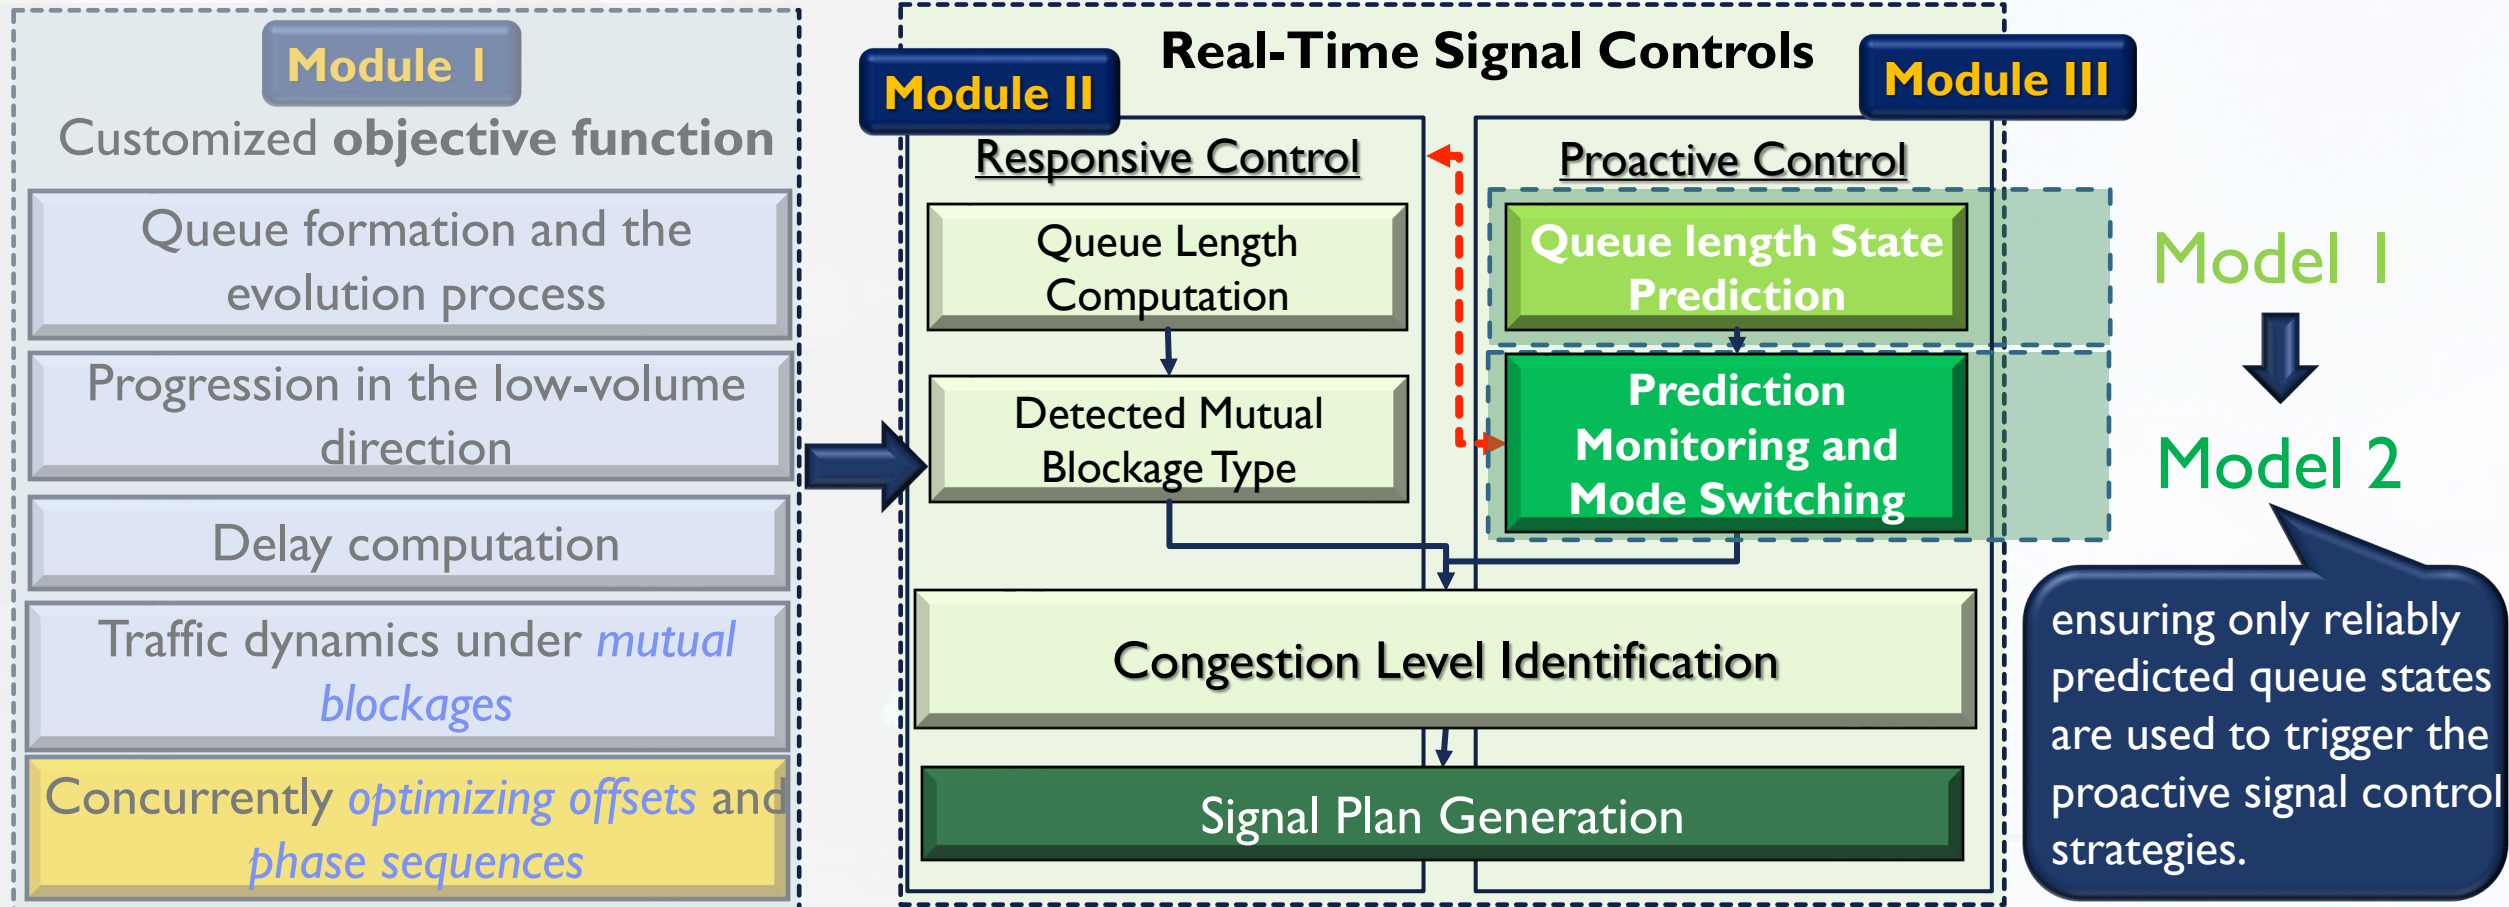 Module I
Customized objective function
Queue formation and the
evolution process
Progression in the low-volume
direction
Delay computation
Traffic dynamics under mutual
blockages
Concurrently optimizing offsets and
phase sequences
Real-Time Signal Controls
Module II
Module III
Responsive Control
Queue Length
Computation
Detected Mutual
Blockage Type
Proactive Control
Queue length State
Prediction
Prediction
Monitoring and
Mode Switching
Congestion Level Identification
Signal Plan Generation
Model 1
Model 2
ensuring only reliably
predicted queue states
are used to trigger the
proactive signal control
strategies.